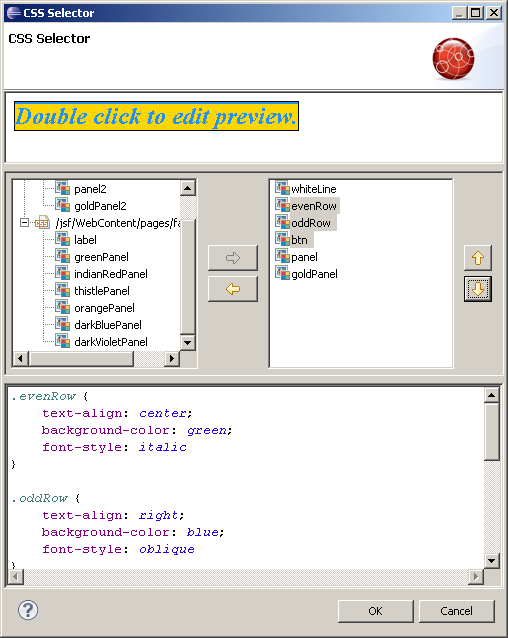 CSS Selector
CSS Selector
Double click to edit preview.
panel2
goldPanel2
/jsf/WebContent/pages/fa
label
greenPanel
indianRedPanel
thistlePanel
orangePanel
darkBluePanel
darkVioletPanel
whiteLine
evenRow
oddRow
btn
panel
goldPanel
.evenRow {
text-align: center;
background-color: green;
font-style: italic
}
.oddRow {
text-align: right;
background-color: blue;
font-style: oblique
}
?
OK
Cancel